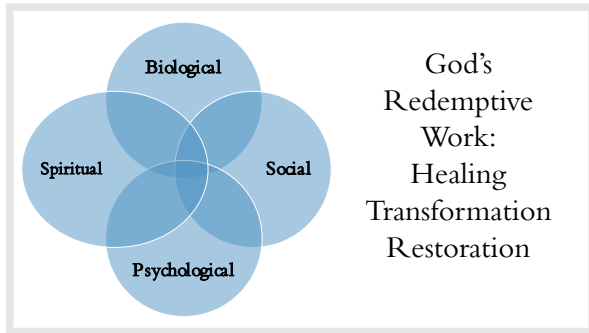 Biological
Spiritual
Social
Psychological
God's
Redemptive
Work:
Healing
Transformation
Restoration